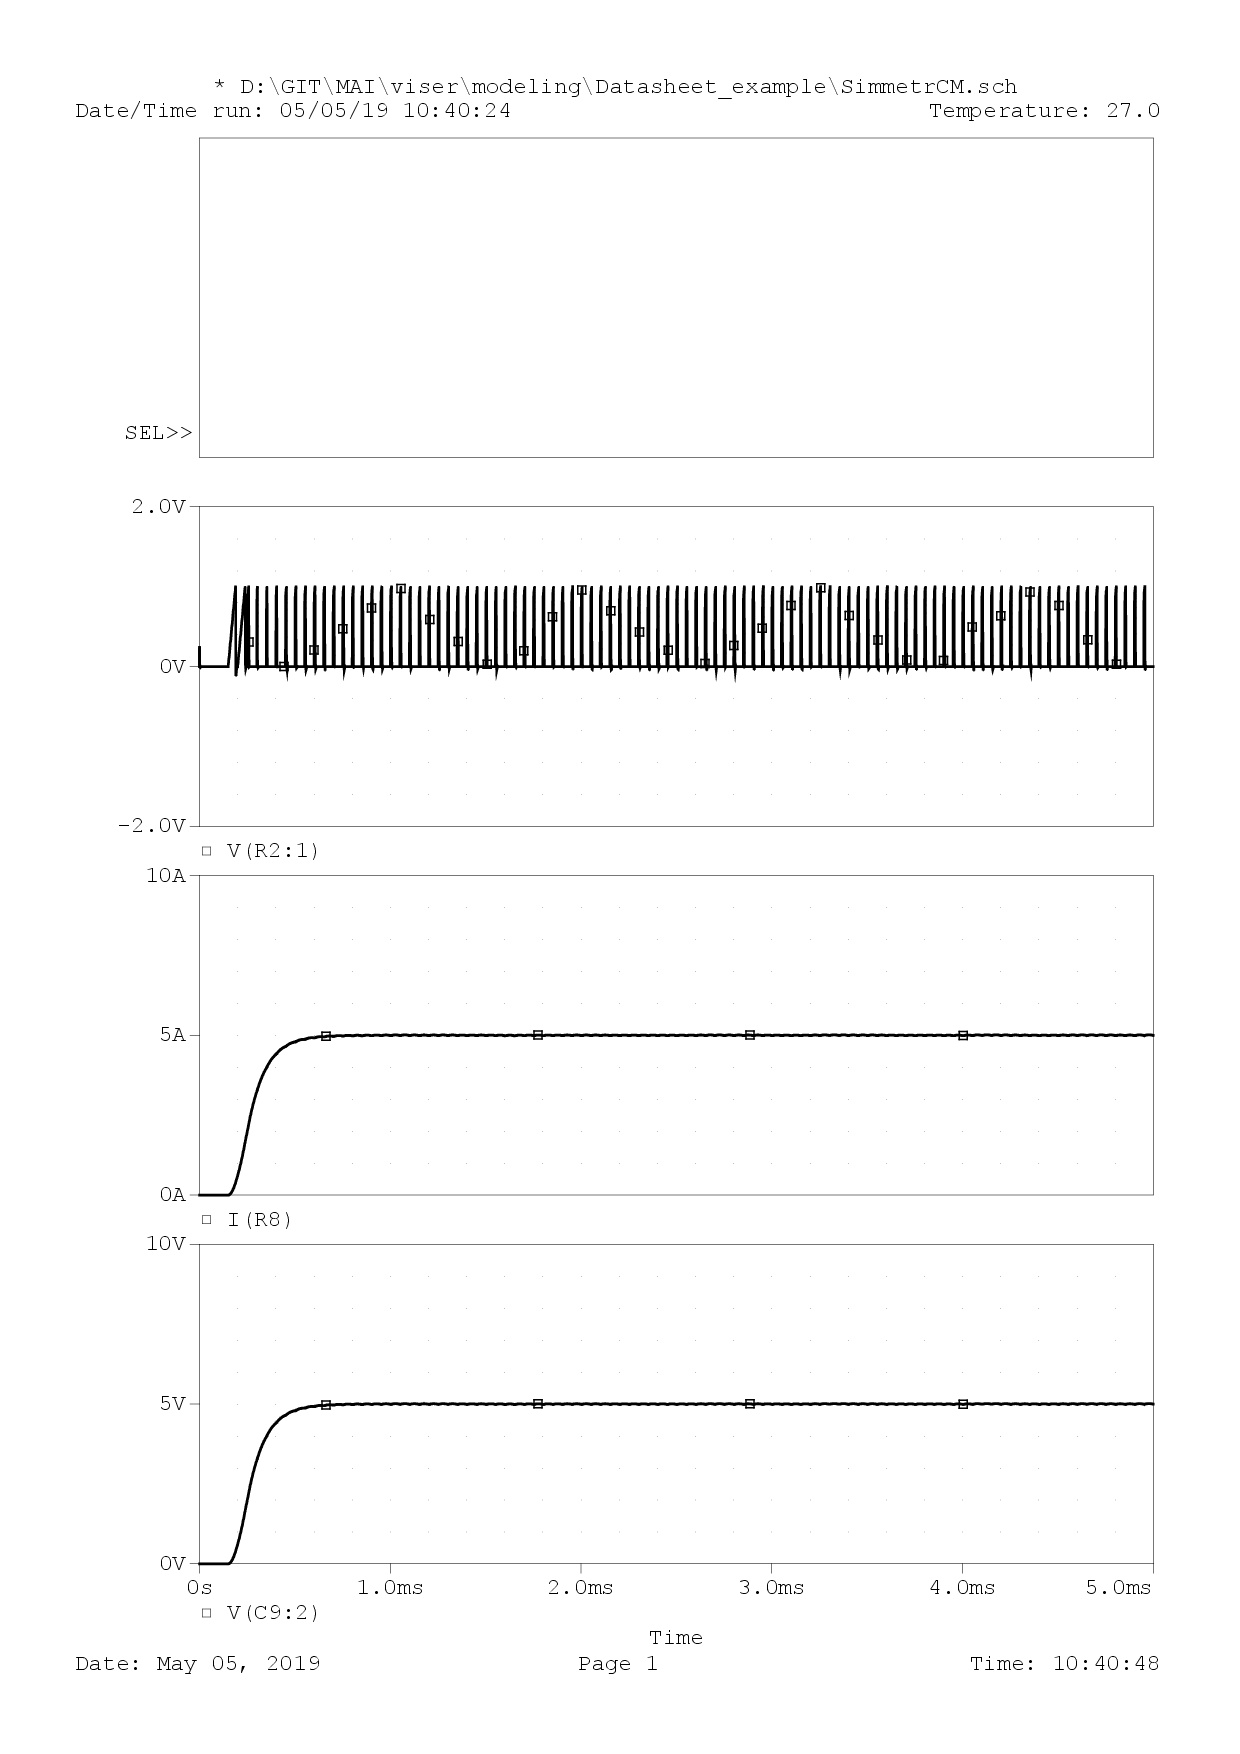 * D:\GIT\MAI\viser\modeling\Datasheet_example\SimmetrCM.sch
Date/Time run: 05/05/19 10:40:24 Temperature: 27.0
SEL>>
2.0V
0V
-2.0V
V(R2:1)
10A
5A
0A
I(R8)
10V
5V
0V
0s 1.0ms 2.0ms 3.0ms 4.0ms 5.0ms
V(C9:2)
Time
Date: May 05, 2019 Page 1 Time: 10:40:48